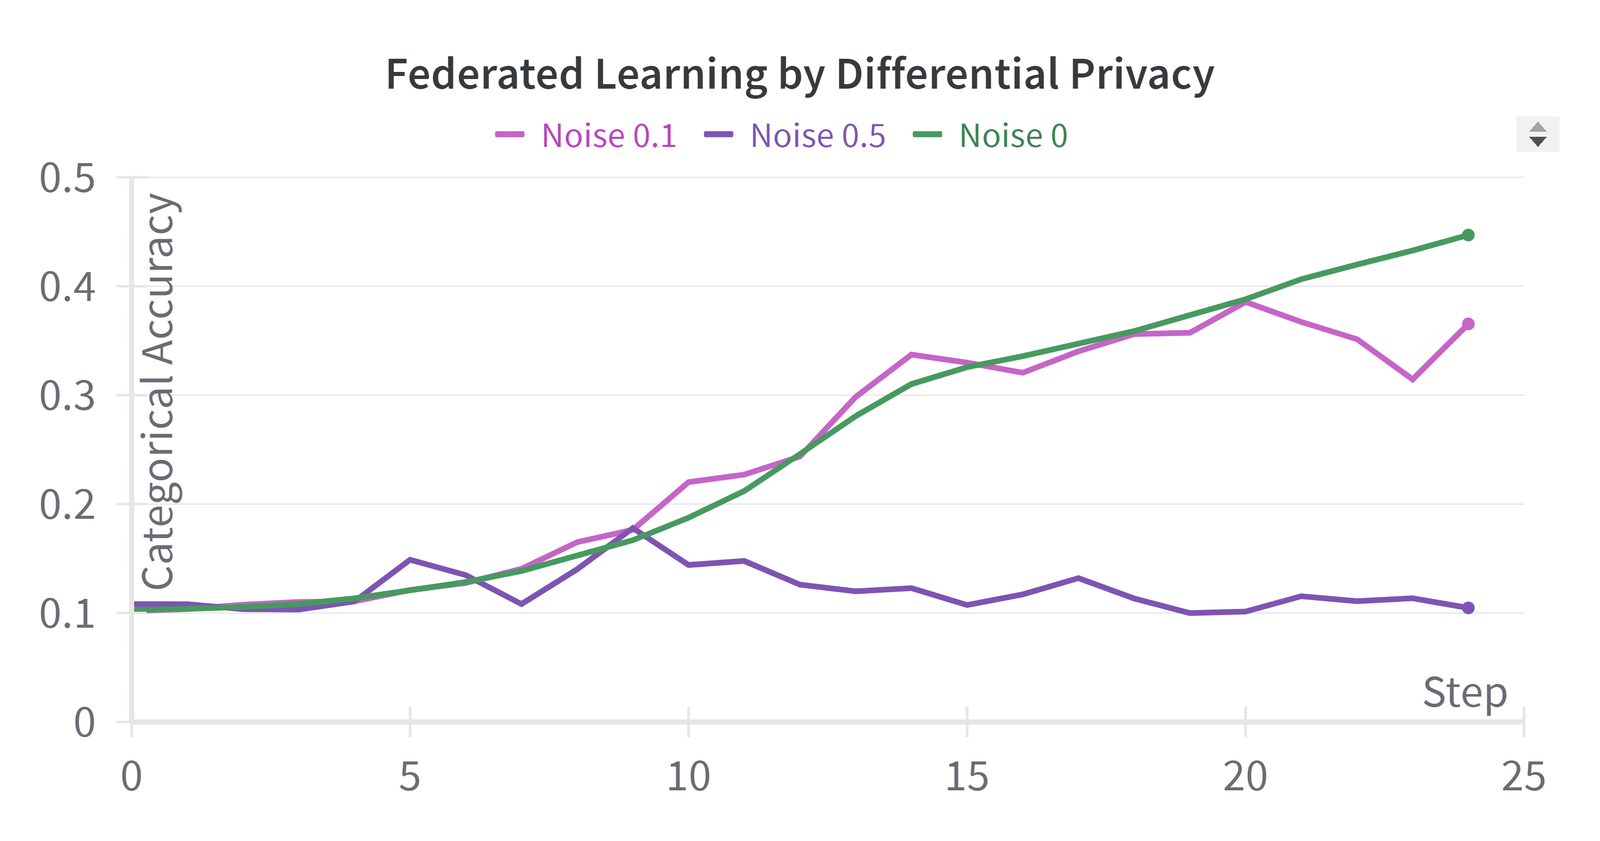 Federated Learning by Differential Privacy
Noise 0.1 Noise 0.5 Noise 0
Categorical Accuracy
0.5
0.4
0.3
0.2
0.1
0
Step
0 5 10 15 20 25